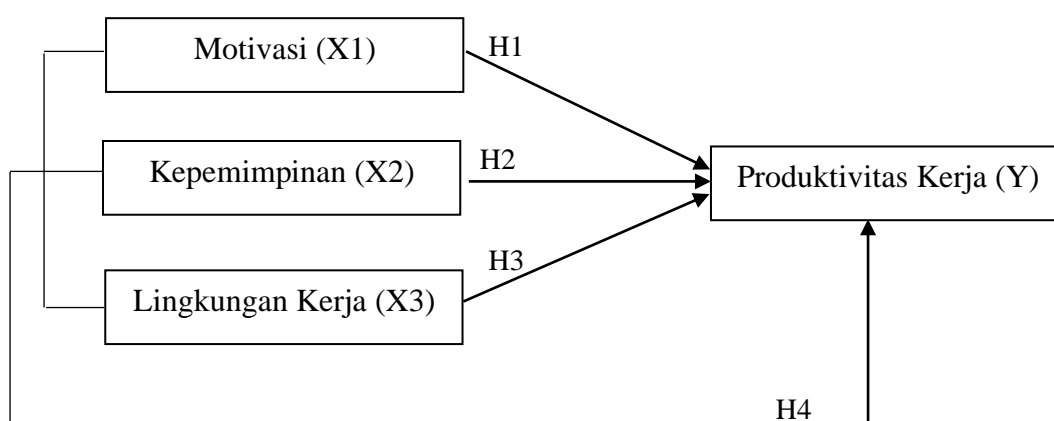 Motivasi (X1)
H1
Kepemimpinan (X2)
H2
Produktivitas Kerja (Y)
H3
Lingkungan Kerja (X3)
H4